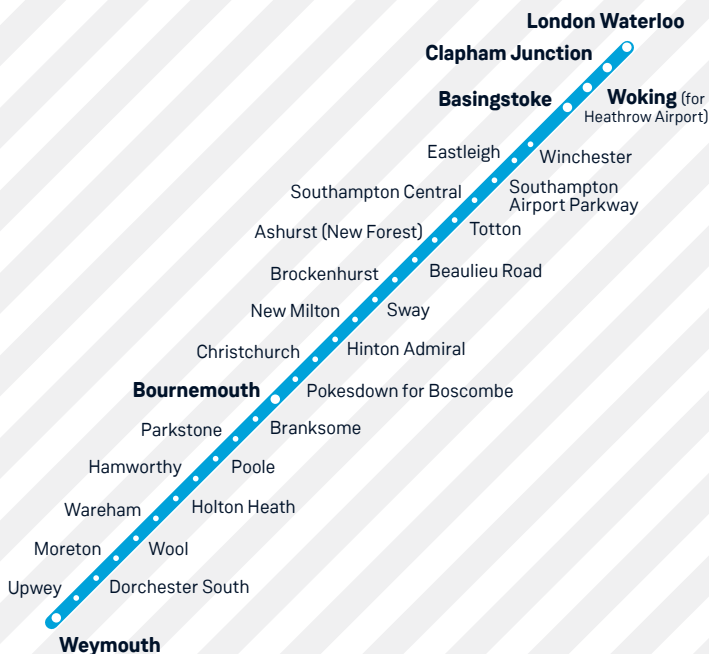 London Waterloo
Clapham Junction
Woking (for
Heathrow Airport)
Basingstoke
Winchester
Eastleigh
Southampton
Airport Parkway
Southampton Central
Totton
Ashurst (New Forest)
Beaulieu Road
Brockenhurst
Sway
New Milton
Hinton Admiral
Christchurch
Pokesdown for Boscombe
Bournemouth
Branksome
Parkstone
Poole
Hamworthy
Holton Heath
Wareham
Wool
Moreton
Dorchester South
Upwey
Weymouth